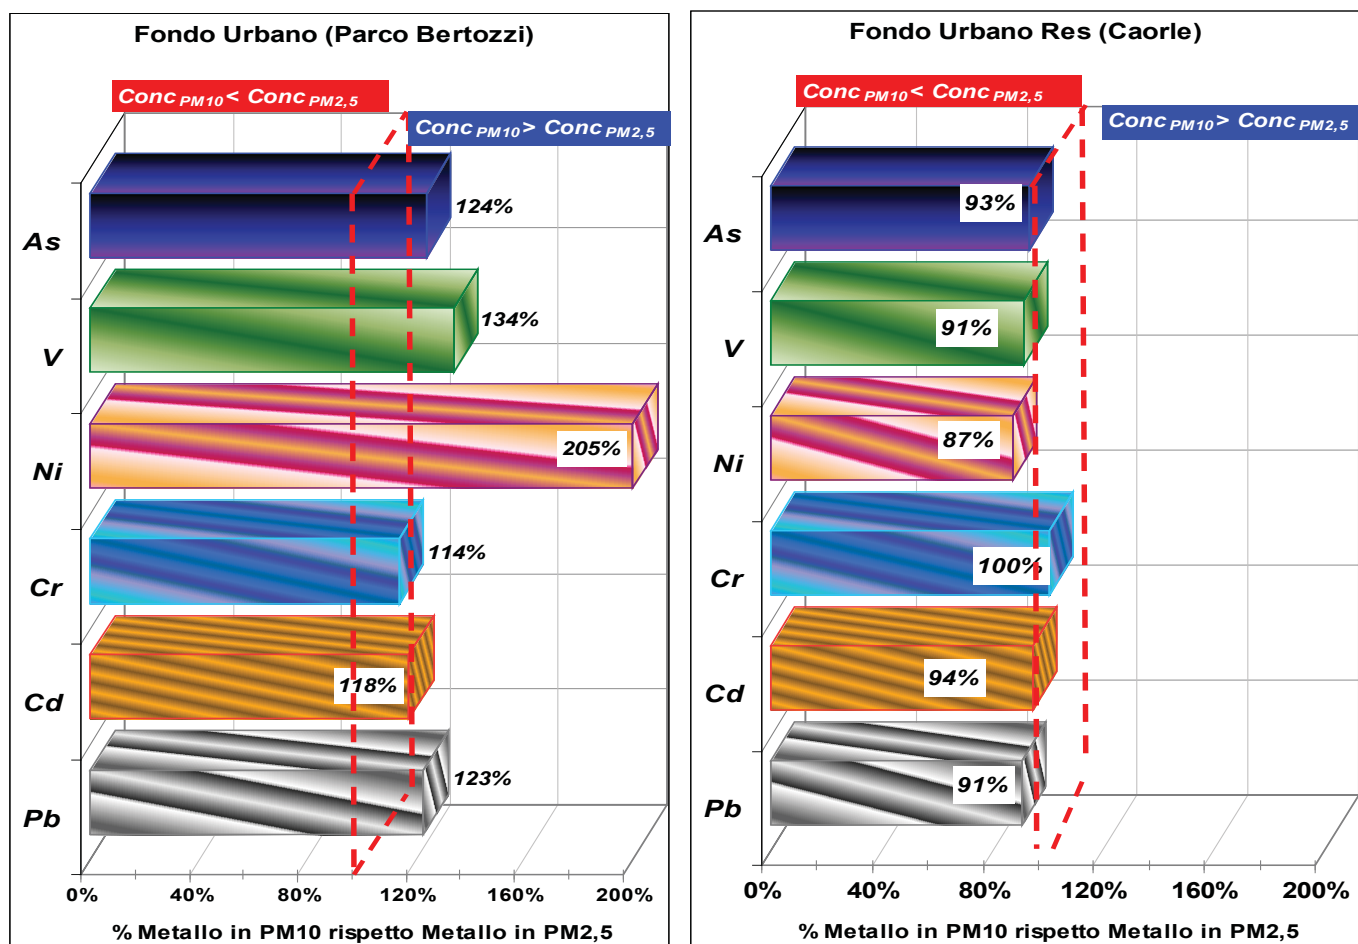 Fondo Urbano (Parco Bertozzi)
Conc PM10 < Conc PM2,5
Conc PM10 > Conc PM2,5
As
124%
V
134%
Ni
205%
Cr
114%
Cd
118%
Pb
123%
0% 40% 80% 120% 160% 200%
% Metallo in PM10 rispetto Metallo in PM2,5
Fondo Urbano Res (Caorle)
Conc PM10 < Conc PM2,5
Conc PM10 > Conc PM2,5
As
93%
V
91%
Ni
87%
Cr
100%
Cd
94%
Pb
91%
0% 40% 80% 120% 160% 200%
% Metallo in PM10 rispetto Metallo in PM2,5